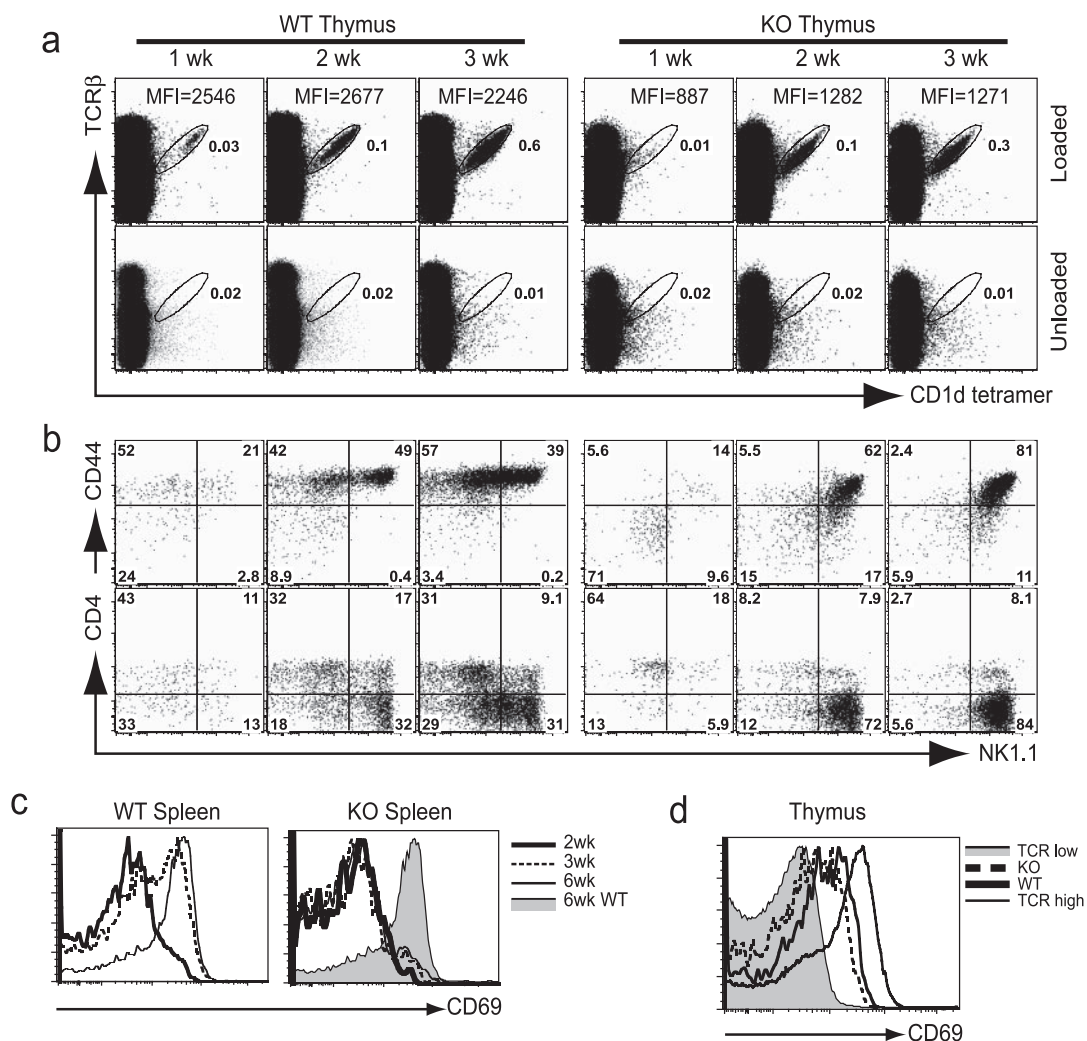 a
WT Thymus
KO Thymus
1 wk 2 wk 3 wk 1 wk 2 wk 3 wk
TCRβ
MFI=2546 MFI=2677 MFI=2246 MFI=887 MFI=1282 MFI=1271
0.03 0.1 0.6 0.01 0.1 0.3
Loaded
0.02 0.02 0.01 0.02 0.02 0.01
Unloaded
CD1d tetramer
b
CD44
52 21 42 49 57 39 5.6 14 5.5 62 2.4 81
24 2.8 8.9 0.4 3.4 0.2 71 9.6 15 17 5.9 11
CD4
43 11 32 17 31 9.1 64 18 8.2 7.9 2.7 8.1
33 13 18 32 29 31 13 5.9 12 72 5.6 84
NK1.1
c
WT Spleen
KO Spleen
2wk
3wk
6wk
6wk WT
CD69
d
Thymus
TCR low
KO
WT
TCR high
CD69